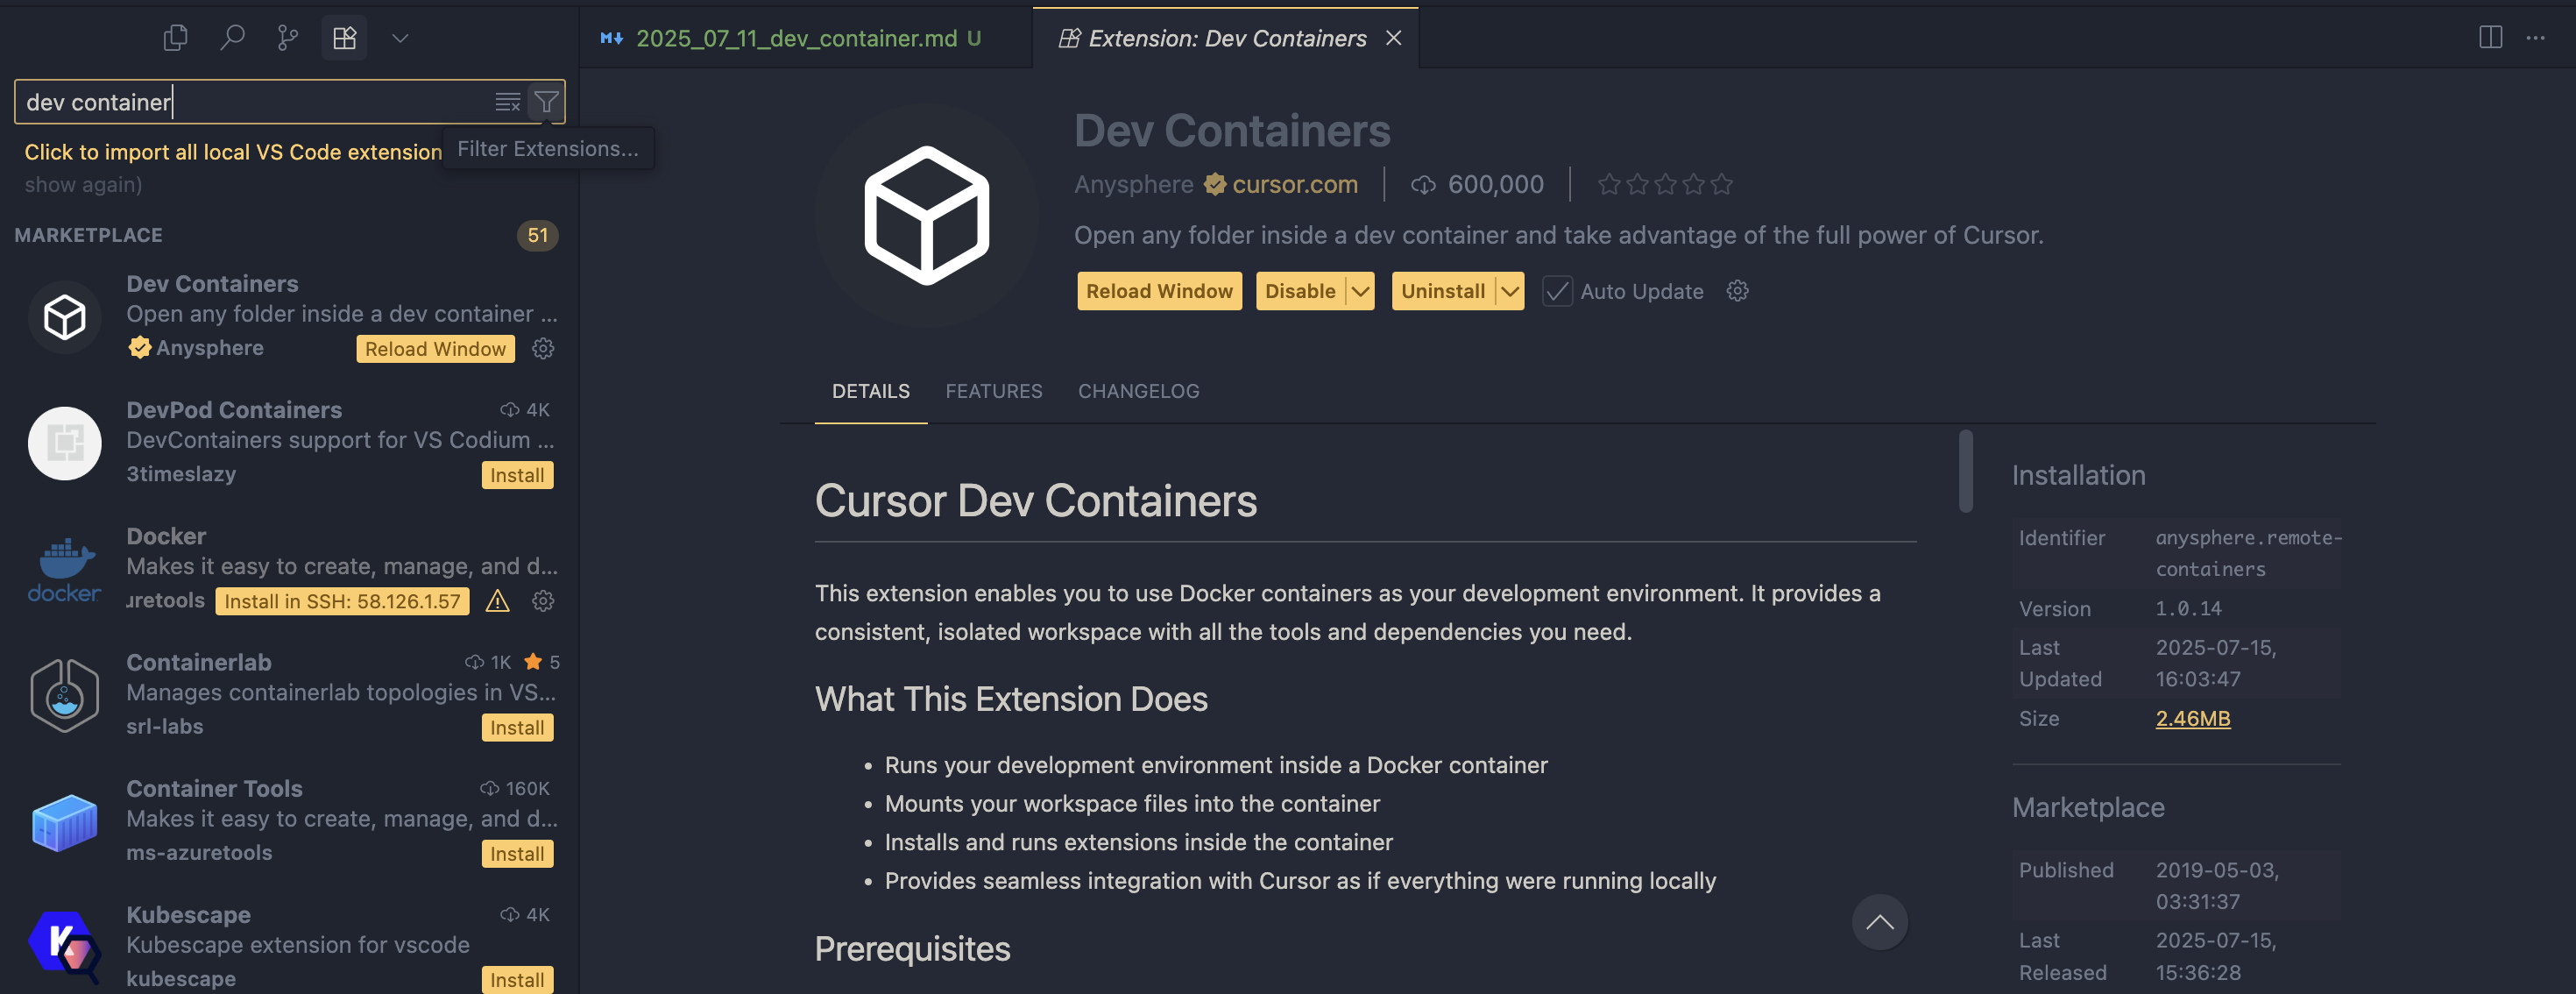 dev container
Click to import all local VS Code extension
show again)
Filter Extensions...
MARKETPLACE 51
Dev Containers
Open any folder inside a dev container ...
Anysphere Reload Window
DevPod Containers 4K
DevContainers support for VS Codium ...
3timeslazy Install
docker
Docker
Makes it easy to create, manage, and d...
uretools Install in SSH: 58.126.1.57
Containerlab 1K 5
Manages containerlab topologies in VS...
srl-labs Install
Container Tools 160K
Makes it easy to create, manage, and d...
ms-azuretools Install
K
Kubescape 4K
Kubescape extension for vscode
kubescape Install
2025_07_11_dev_container.md U
Extension: Dev Containers
Dev Containers
Anysphere cursor.com 600,000
Open any folder inside a dev container and take advantage of the full power of Cursor.
Reload Window Disable Uninstall Auto Update
DETAILS FEATURES CHANGELOG
Cursor Dev Containers
This extension enables you to use Docker containers as your development environment. It provides a
consistent, isolated workspace with all the tools and dependencies you need.
What This Extension Does
• Runs your development environment inside a Docker container
• Mounts your workspace files into the container
• Installs and runs extensions inside the container
• Provides seamless integration with Cursor as if everything were running locally
Prerequisites
Installation
Identifier anysphere.remote-
containers
Version 1.0.14
Last 2025-07-15,
Updated 16:03:47
Size 2.46MB
Marketplace
Published 2019-05-03,
03:31:37
Last 2025-07-15,
Released 15:36:28